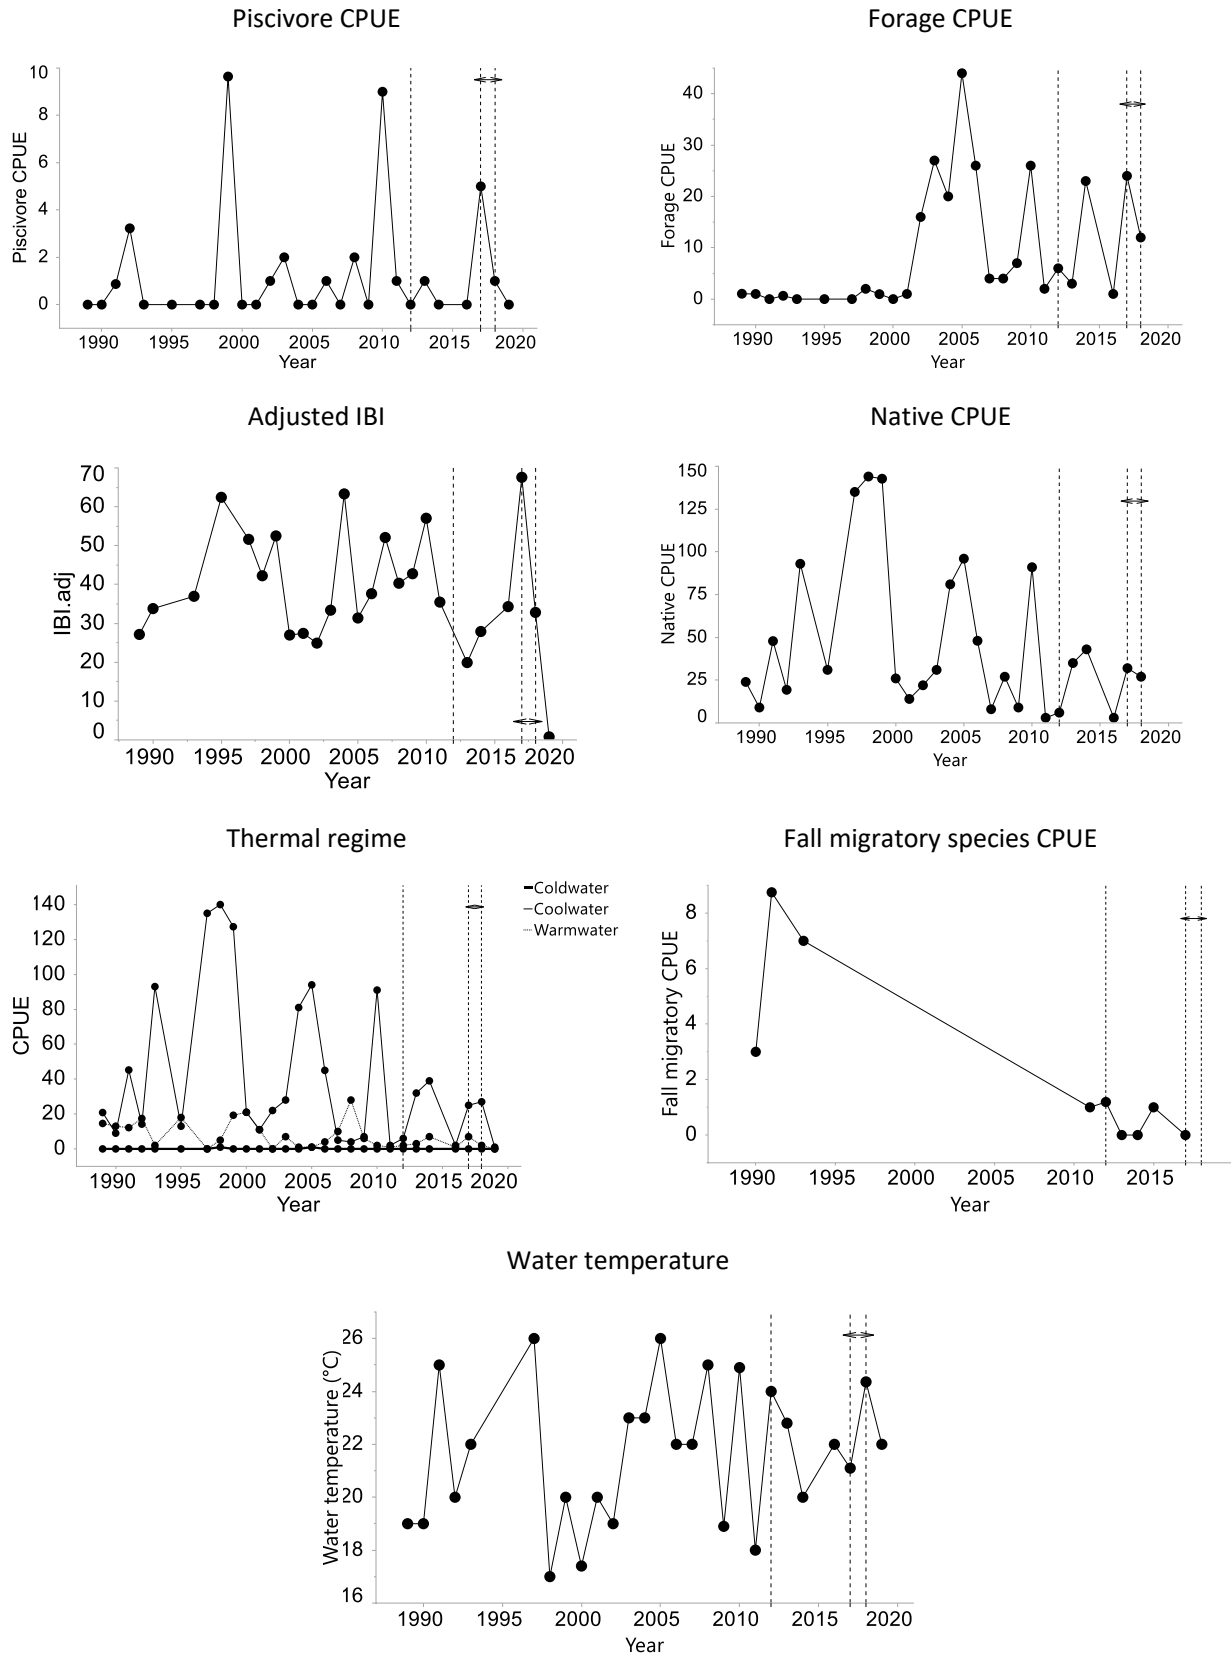 Piscivore CPUE
Forage CPUE
Piscivore CPUE
10
8
6
4
2
0
1990 1995 2000 2005 2010 2015 2020
Year
Forage CPUE
40
30
20
10
0
1990 1995 2000 2005 2010 2015 2020
Year
Adjusted IBI
Native CPUE
IBI.adj
70
60
50
40
30
20
10
0
1990 1995 2000 2005 2010 2015 2020
Year
Native CPUE
150
125
100
75
50
25
0
1990 1995 2000 2005 2010 2015 2020
Year
Thermal regime
Fall migratory species CPUE
CPUE
140
120
100
80
60
40
20
0
1990 1995 2000 2005 2010 2015 2020
Year
Coldwater
Coolwater
Warmwater
Fall migratory CPUE
8
6
4
2
0
1990 1995 2000 2005 2010 2015
Year
Water temperature
Water temperature (°C)
26
24
22
20
18
16
1990 1995 2000 2005 2010 2015 2020
Year